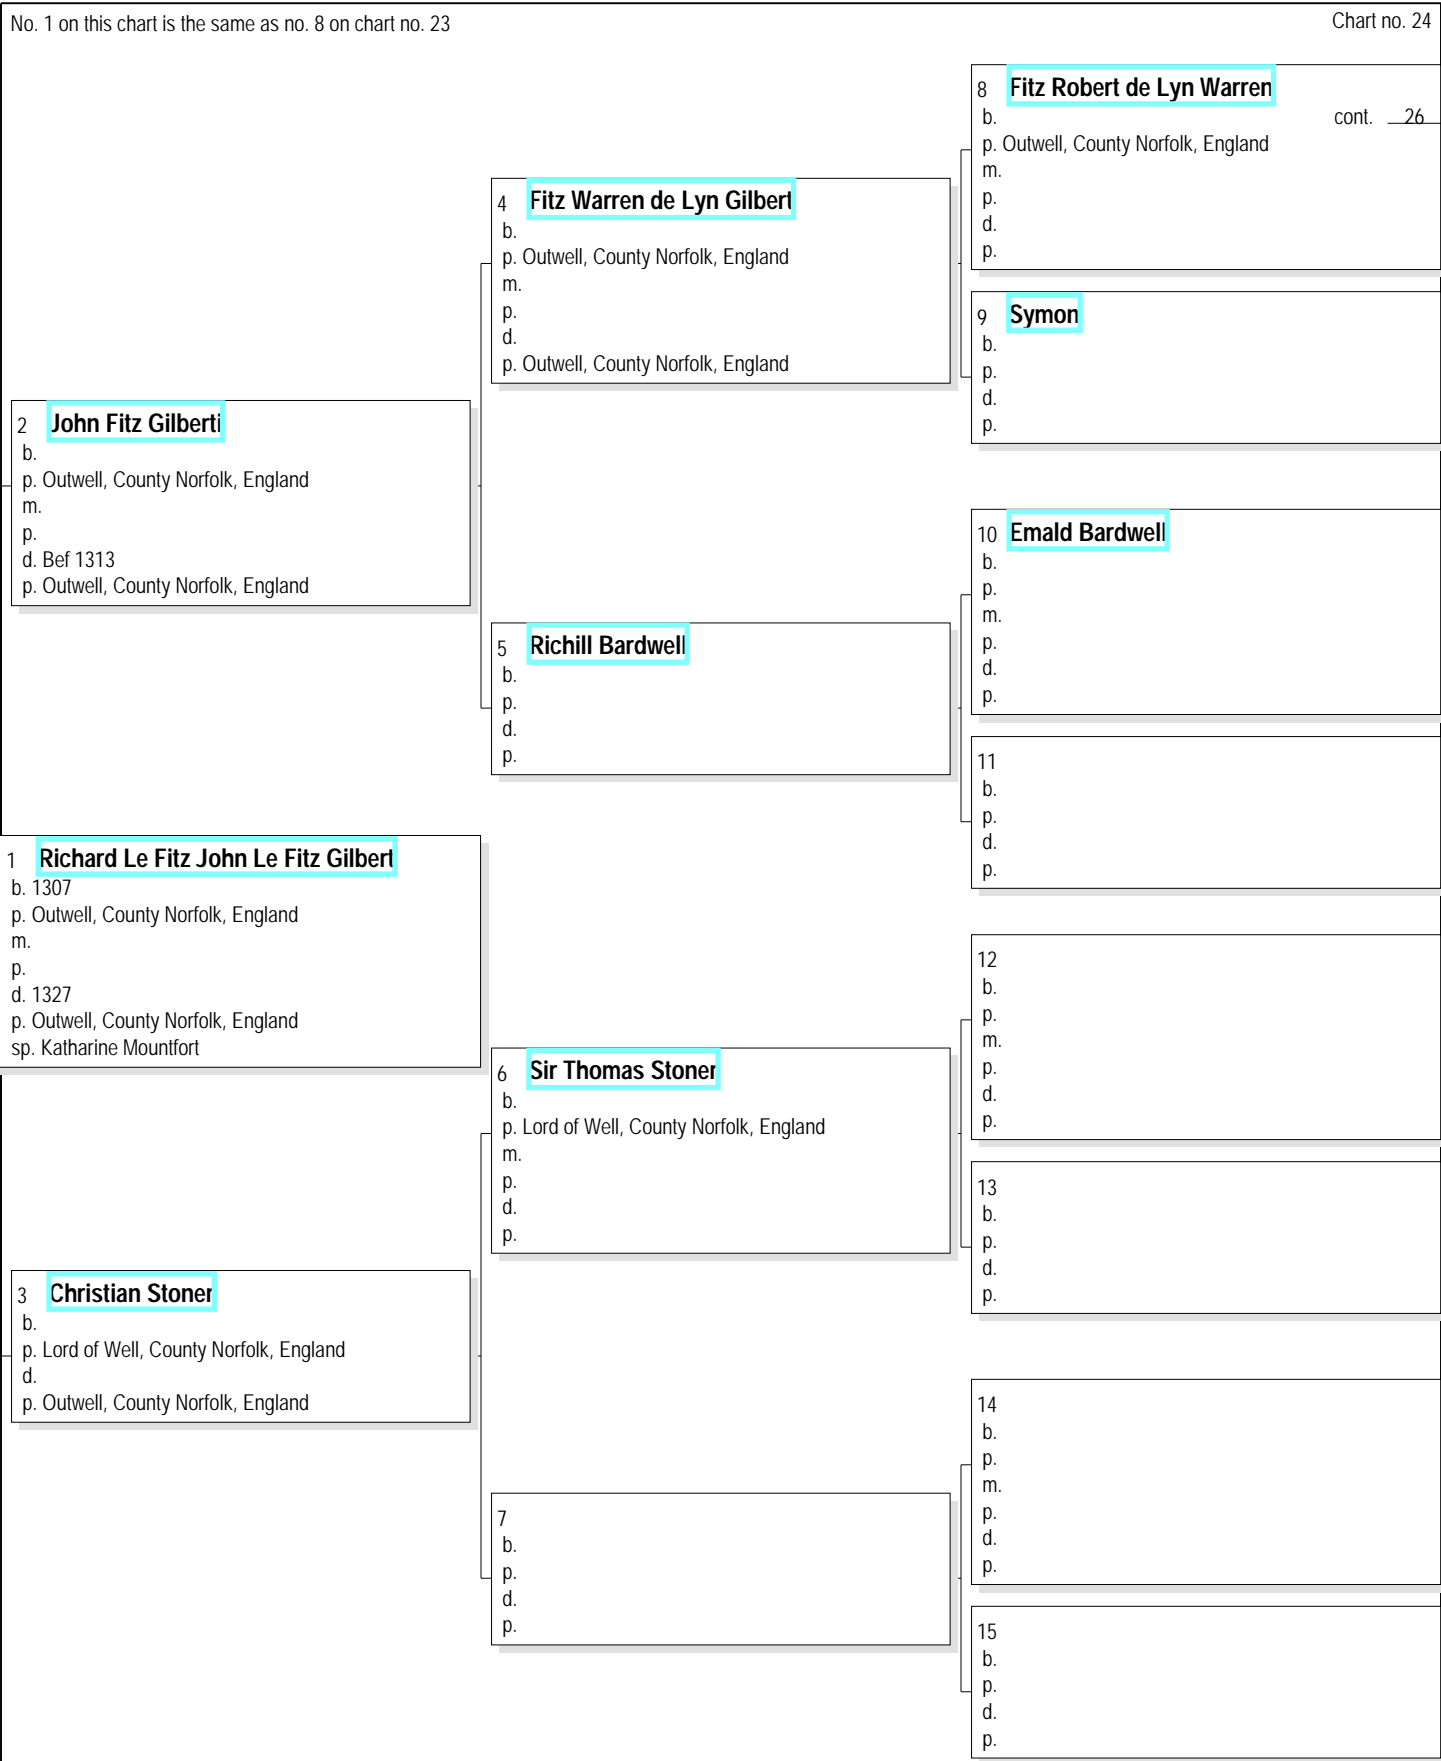 No. 1 on this chart is the same as no. 8 on chart no. 23
Chart no. 24
8 Fitz Robert de Lyn Warren
b.
cont. 26
p. Outwell, County Norfolk, England
m.
p.
d.
p.
4 Fitz Warren de Lyn Gilbert
b.
p. Outwell, County Norfolk, England
m.
p.
d.
p. Outwell, County Norfolk, England
9 Symon
b.
p.
d.
p.
2 John Fitz Gilberti
b.
p. Outwell, County Norfolk, England
m.
p.
d. Bef 1313
p. Outwell, County Norfolk, England
10 Emald Bardwell
b.
p.
m.
p.
d.
p.
5 Richill Bardwell
b.
p.
d.
p.
11
b.
p.
d.
p.
1 Richard Le Fitz John Le Fitz Gilbert
b. 1307
p. Outwell, County Norfolk, England
m.
p.
d. 1327
p. Outwell, County Norfolk, England
sp. Katharine Mountfort
12
b.
p.
m.
p.
d.
p.
6 Sir Thomas Stoner
b.
p. Lord of Well, County Norfolk, England
m.
p.
d.
p.
13
b.
p.
d.
p.
3 Christian Stoner
b.
p. Lord of Well, County Norfolk, England
d.
p. Outwell, County Norfolk, England
14
b.
p.
m.
p.
d.
p.
7
b.
p.
d.
p.
15
b.
p.
d.
p.